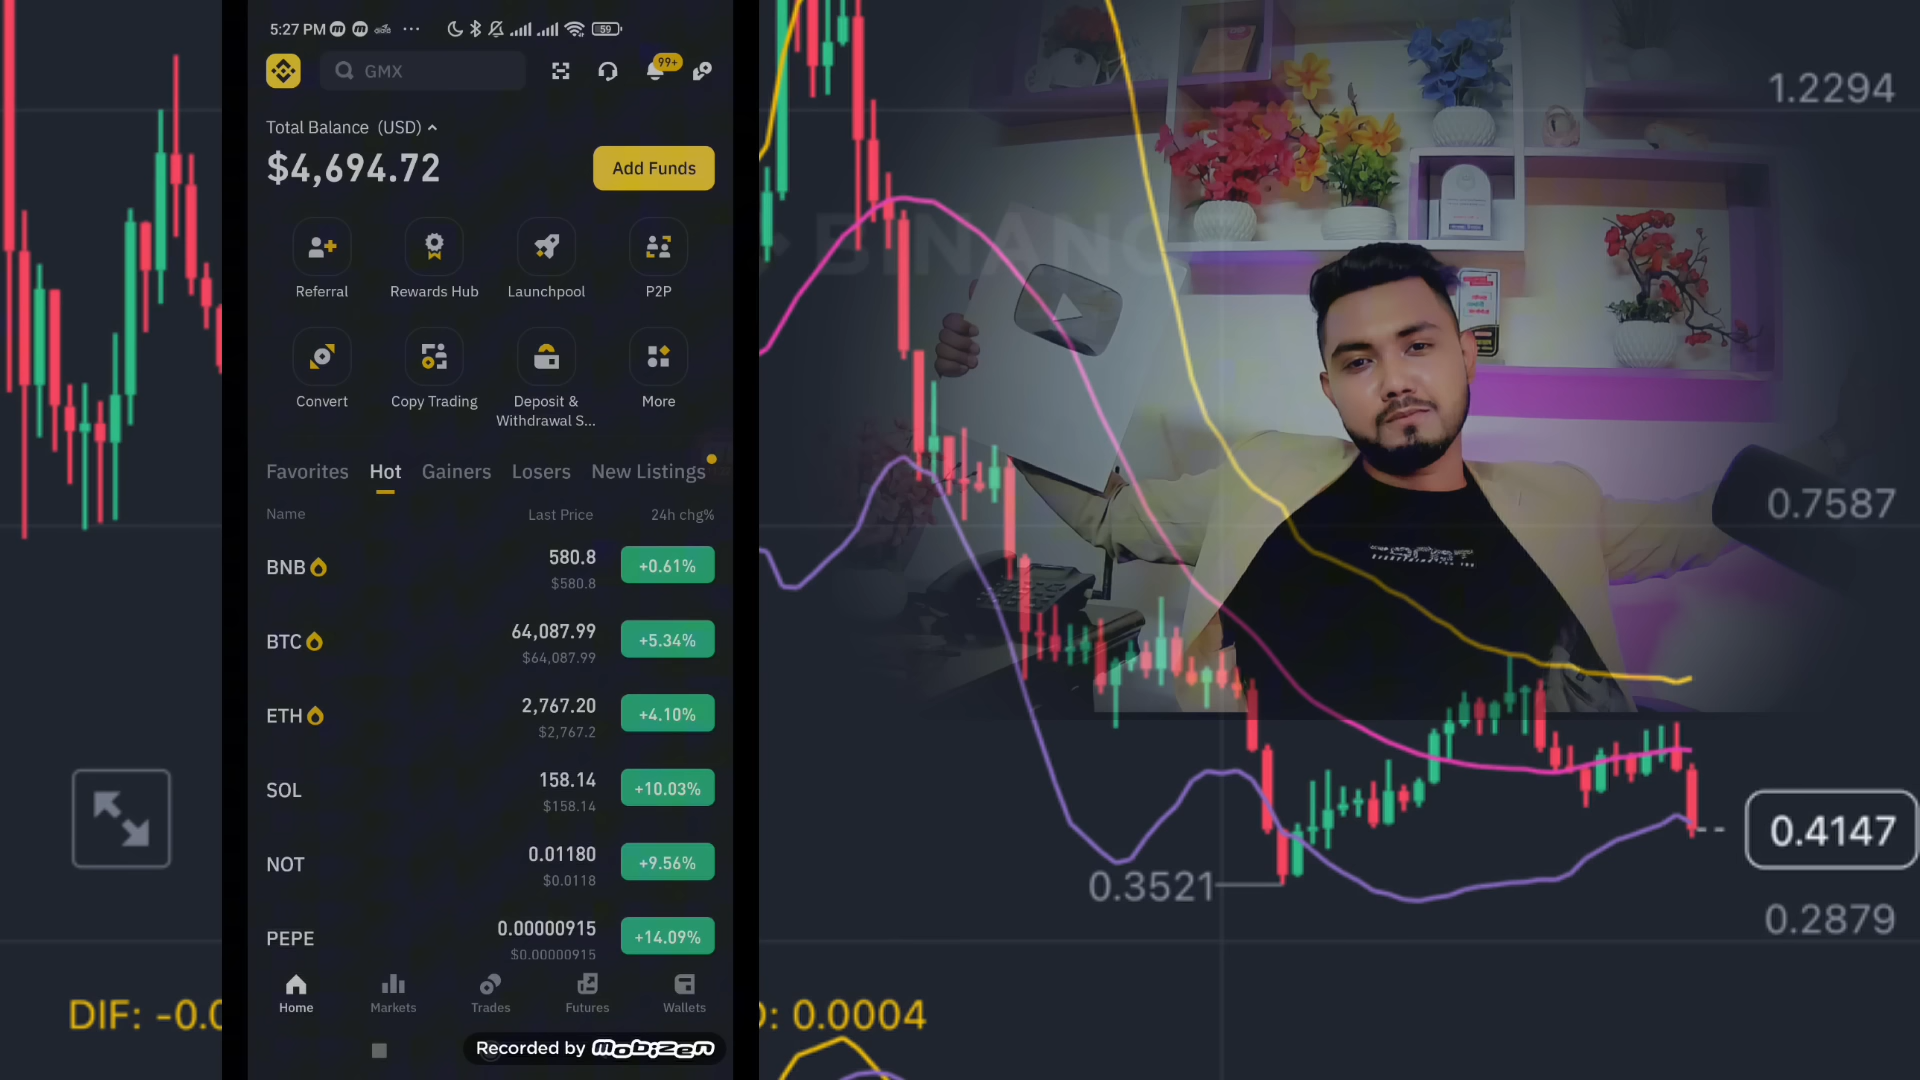 5:27 PM
59
GMX
99+
Total Balance (USD)
$4,694.72
Add Funds
Referral
Rewards Hub
Launchpool
P2P
Convert
Copy Trading
Deposit &
Withdrawal S...
More
Favorites Hot Gainers Losers New Listings
Name Last Price 24h chg%
BNB 580.8 +0.61%
$580.8
BTC 64,087.99 +5.34%
$64,087.99
ETH 2,767.20 +4.10%
$2,767.2
SOL 158.14 +10.03%
$158.14
NOT 0.01180 +9.56%
$0.0118
PEPE 0.00000915 +14.09%
$0.00000915
Home Markets Trades Futures Wallets
Recorded by mobizen
BINANC
1.2294
0.7587
0.4147
0.3521
0.2879
DIF: -0.0
: 0.0004